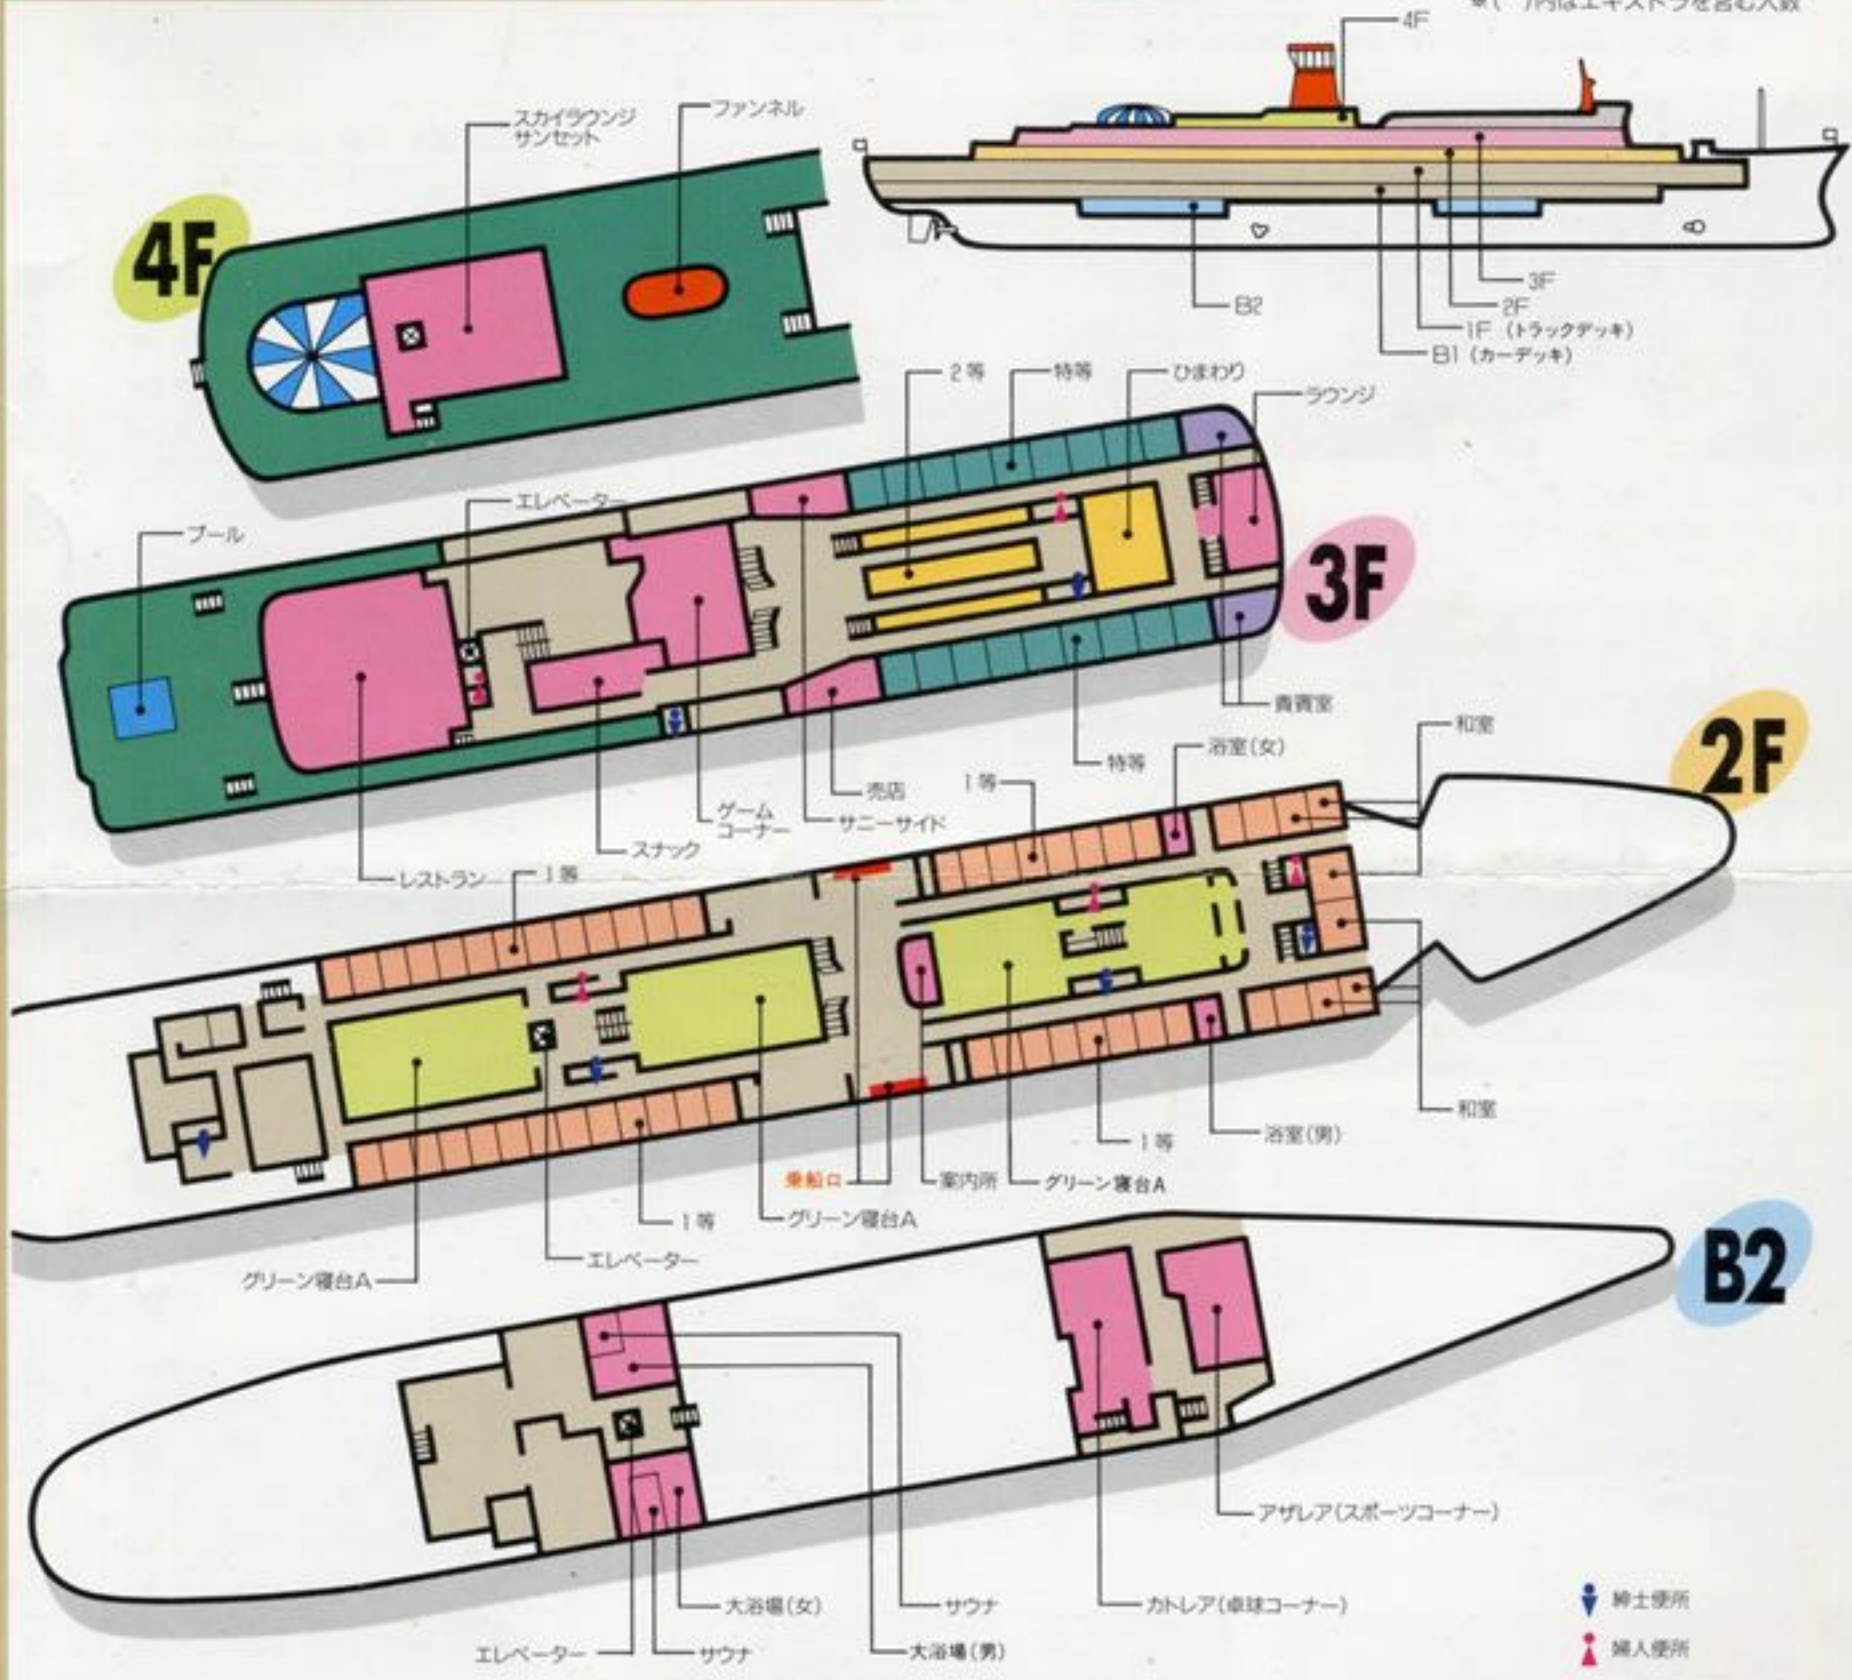 ※( )内はエキストラを含む人数
4F
スカイラウンジ
サンセット
ファンネル
4F
B2
3F
2F
1F (トラックデッキ)
B1 (カーデッキ)
2等
特等
ひまわり
ラウンジ
エレベーター
プール
3F
貴賓室
特等
売店
ゲーム
コーナー
サニーサイド
スナック
レストラン
和室
2F
浴室(女)
1等
1等
和室
浴室(男)
1等
乗船口
案内所
グリーン寝台A
1等
グリーン寝台A
エレベーター
グリーン寝台A
B2
アザレア(スポーツコーナー)
大浴場(女)
サウナ
カトレア(卓球コーナー)
エレベーター
サウナ
大浴場(男)
紳士便所
婦人便所